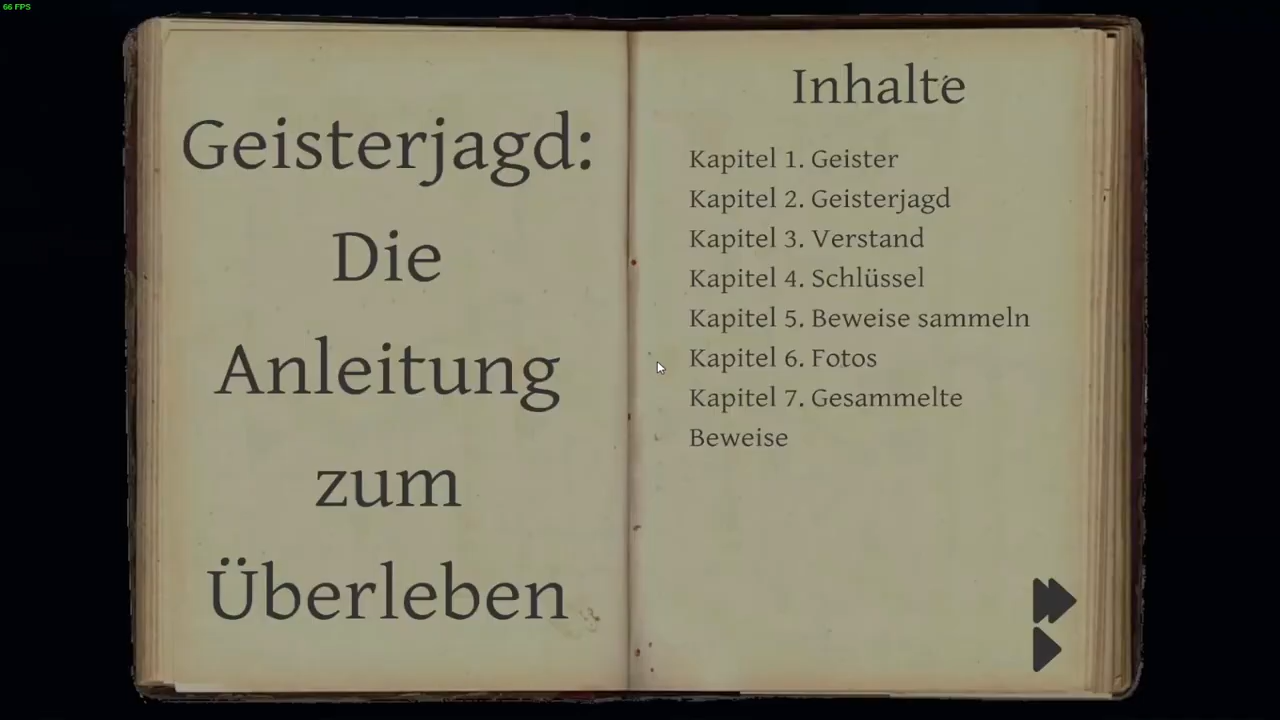 66 FPS
Geisterjagd:
Die
Anleitung
zum
Überleben
Inhalte
Kapitel 1. Geister
Kapitel 2. Geisterjagd
Kapitel 3. Verstand
Kapitel 4. Schlüssel
Kapitel 5. Beweise sammeln
Kapitel 6. Fotos
Kapitel 7. Gesammelte
Beweise